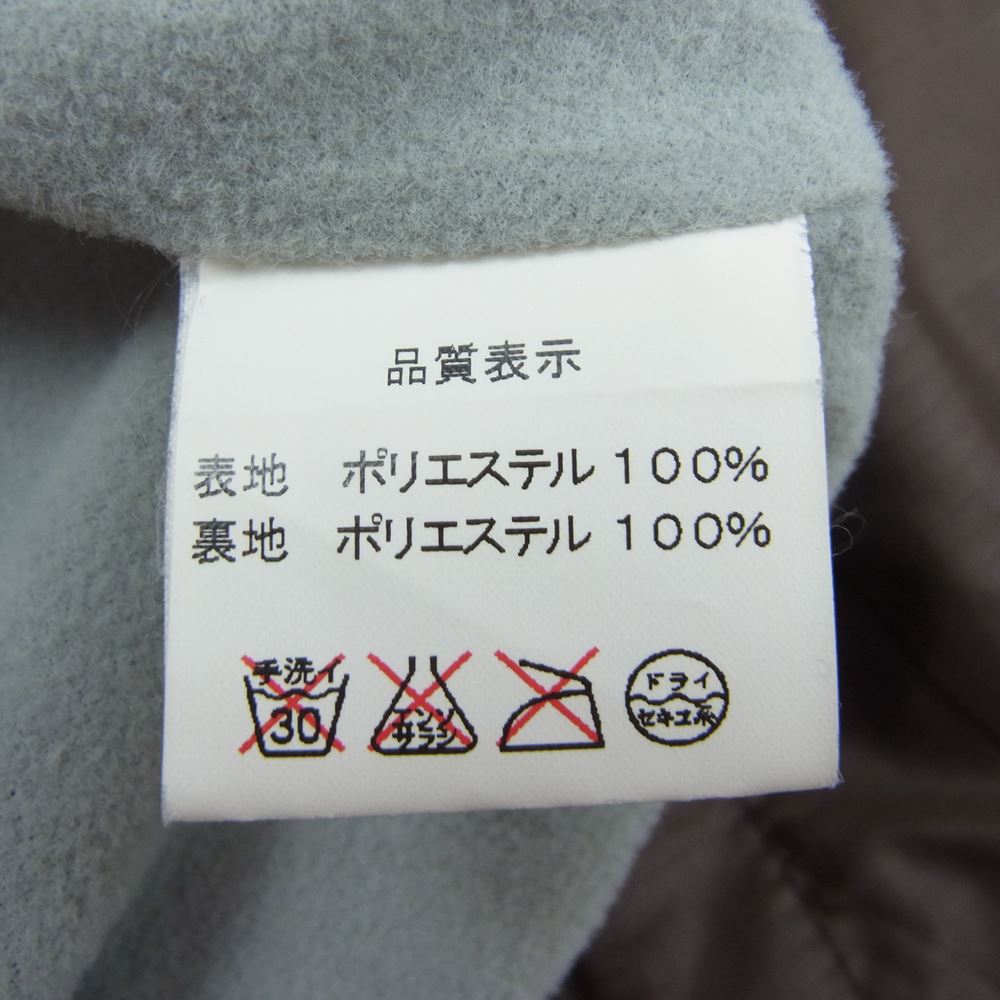 品質表示
表地 ポリエステル 100%
裏地 ポリエステル 100%
手洗イ 30
エンソ サラシ
ドライ セキユ系